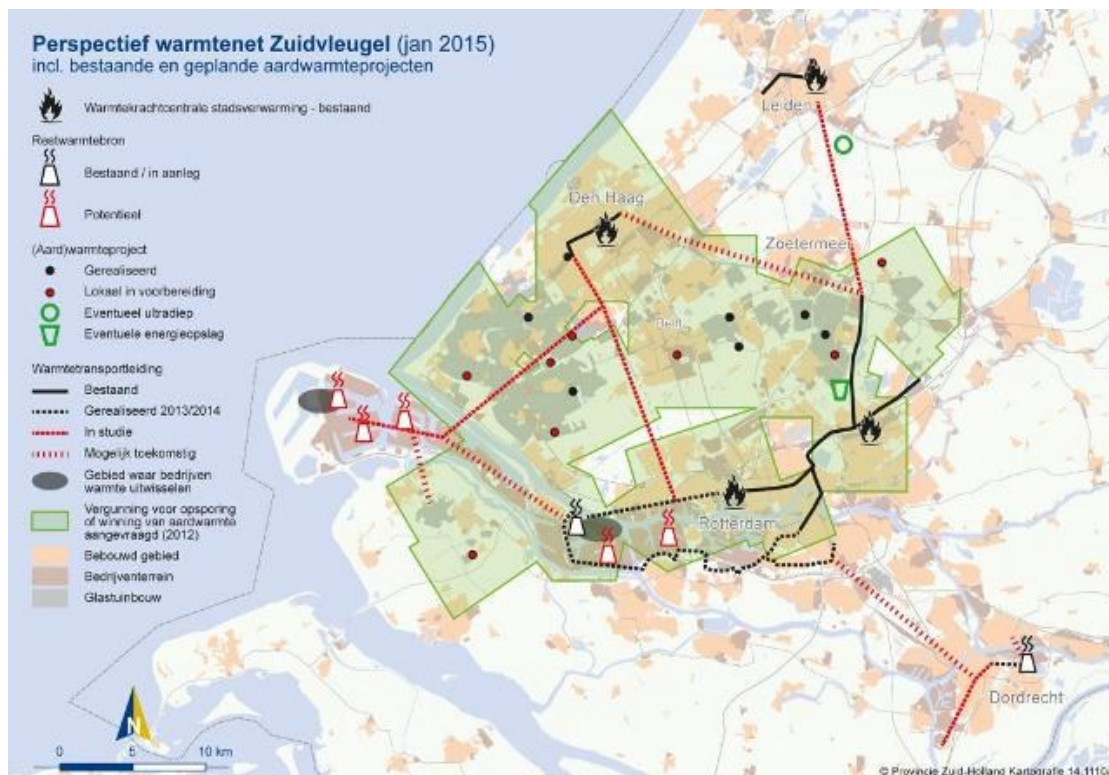 Perspectief warmtenet Zuidvleugel (jan 2015)
incl. bestaande en geplande aardwarmteprojecten
Warmtekrachtcentrale stadsverwarming - bestaand
Restwarmtebron
Bestaand / in aanleg
Potentieel
(Aard)warmteproject
Gerealiseerd
Lokaal in voorbereiding
Eventueel ultradiep
Eventuele energieopslag
Warmtetransportleiding
Bestaand
Gerealiseerd 2013/2014
In studie
Mogelijk toekomstig
Gebied waar bedrijven
warmte uitwisselen
Vergunning voor opsporing
of winning van aardwarmte
aangevraagd (2012)
Bebouwd gebied
Bedrijventerrein
Glastuinbouw
Leiden
Den Haag
Zoetermeer
Delft
Rotterdam
Dordrecht
N
0 5 10 km
© Provincie Zuid-Holland Kartografie 14.1110